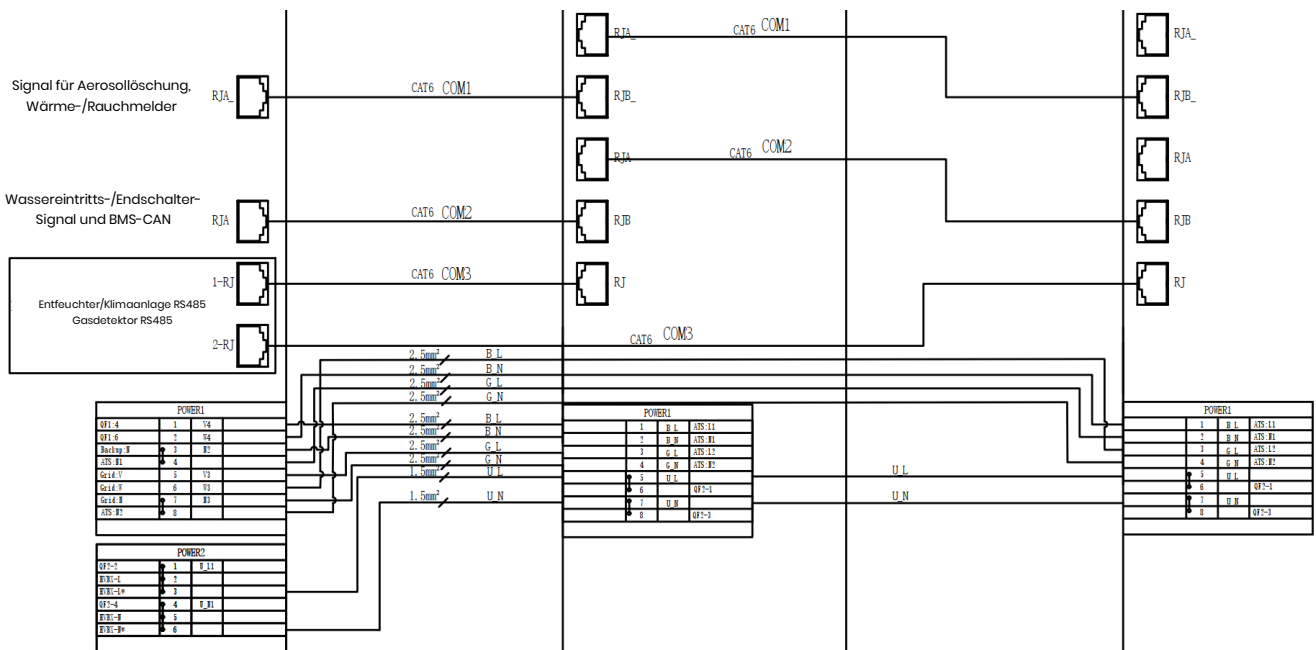 RJA_
CAT6 COM1
RJA_
Signal für Aerosollöschung,
Wärme-/Rauchmelder
RJA_
CAT6 COM1
RJB_
RJB_
RJA
CAT6 COM2
RJA
Wassereintritts-/Endschalter-
Signal und BMS-CAN
RJA
CAT6 COM2
RJB
RJB
1-RJ
CAT6 COM3
RJ
RJ
Entfeuchter/Klimaanlage RS485
Gasdetektor RS485
2-RJ
CAT6 COM3
2.5mm² B_L
2.5mm² B_N
2.5mm² G_L
2.5mm² G_N
2.5mm² B_L
2.5mm² B_N
2.5mm² G_L
2.5mm² G_N
1.5mm² U_L
1.5mm² U_N
U_L
U_N
POWER1
QF1:4 1 V4
QF1:6 2 W4
Backup:N 3 N2
ATS:N1 4
Grid:V 5 V3
Grid:W 6 W3
Grid:N 7 N3
ATS:N2 8
POWER2
QF2-2 1 U_L1
2
3
QF2-4 4 U_N1
5
6
POWER1
1 B_L ATS:L1
2 B_N ATS:N1
3 G_L ATS:L2
4 G_N ATS:N2
5 U_L
6 QF2-1
7 U_N
8 QF2-3
POWER1
1 B_L ATS:L1
2 B_N ATS:N1
3 G_L ATS:L2
4 G_N ATS:N2
5 U_L
6 QF2-1
7 U_N
8 QF2-3